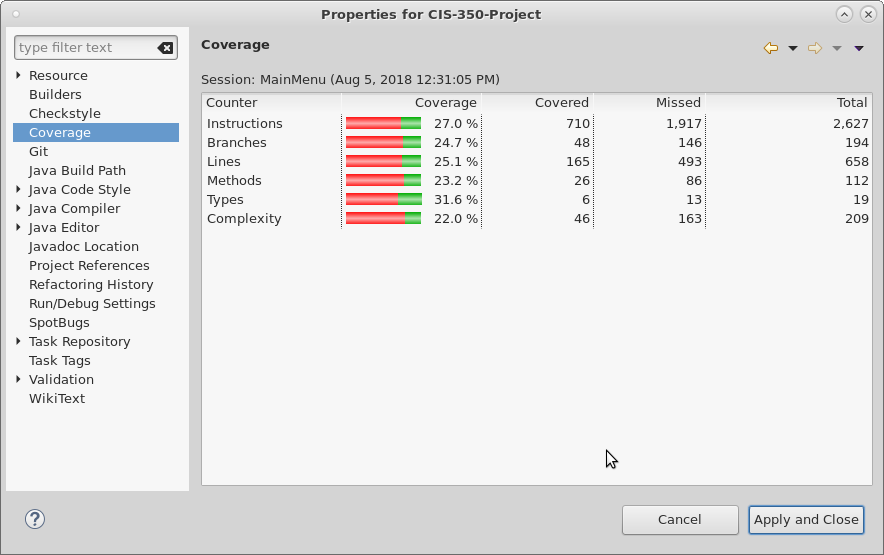 Properties for CIS-350-Project
type filter text
Resource
Builders
Checkstyle
Coverage
Git
Java Build Path
Java Code Style
Java Compiler
Java Editor
Javadoc Location
Project References
Refactoring History
Run/Debug Settings
SpotBugs
Task Repository
Task Tags
Validation
WikiText
Coverage
Session: MainMenu (Aug 5, 2018 12:31:05 PM)
Counter Coverage Covered Missed Total
Instructions 27.0 % 710 1,917 2,627
Branches 24.7 % 48 146 194
Lines 25.1 % 165 493 658
Methods 23.2 % 26 86 112
Types 31.6 % 6 13 19
Complexity 22.0 % 46 163 209
?
Cancel
Apply and Close